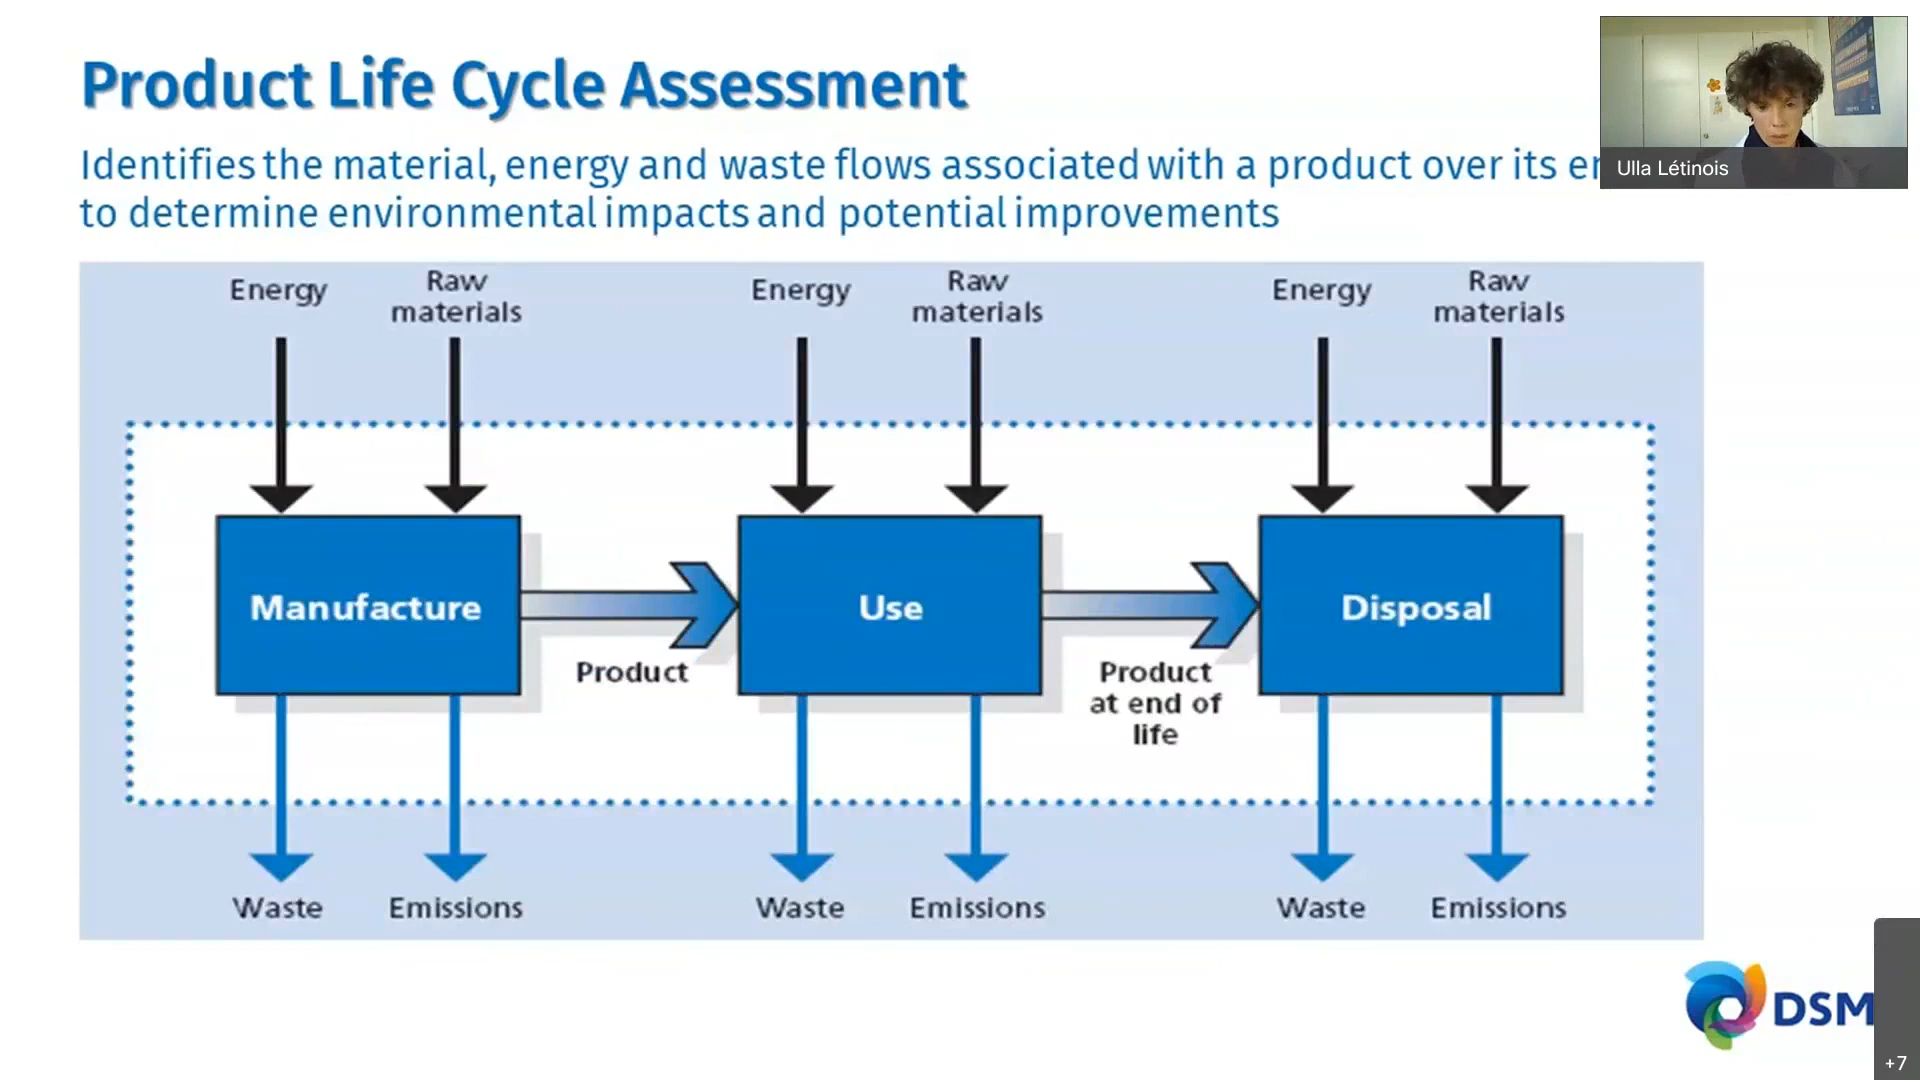 Product Life Cycle Assessment
Identifies the material, energy and waste flows associated with a product over its
to determine environmental impacts and potential improvements
Ulla Létinois
Energy Raw materials Energy Raw materials Energy Raw materials
Manufacture Use Disposal
Product
Product
at end of
life
Waste Emissions Waste Emissions Waste Emissions
DSM
+7